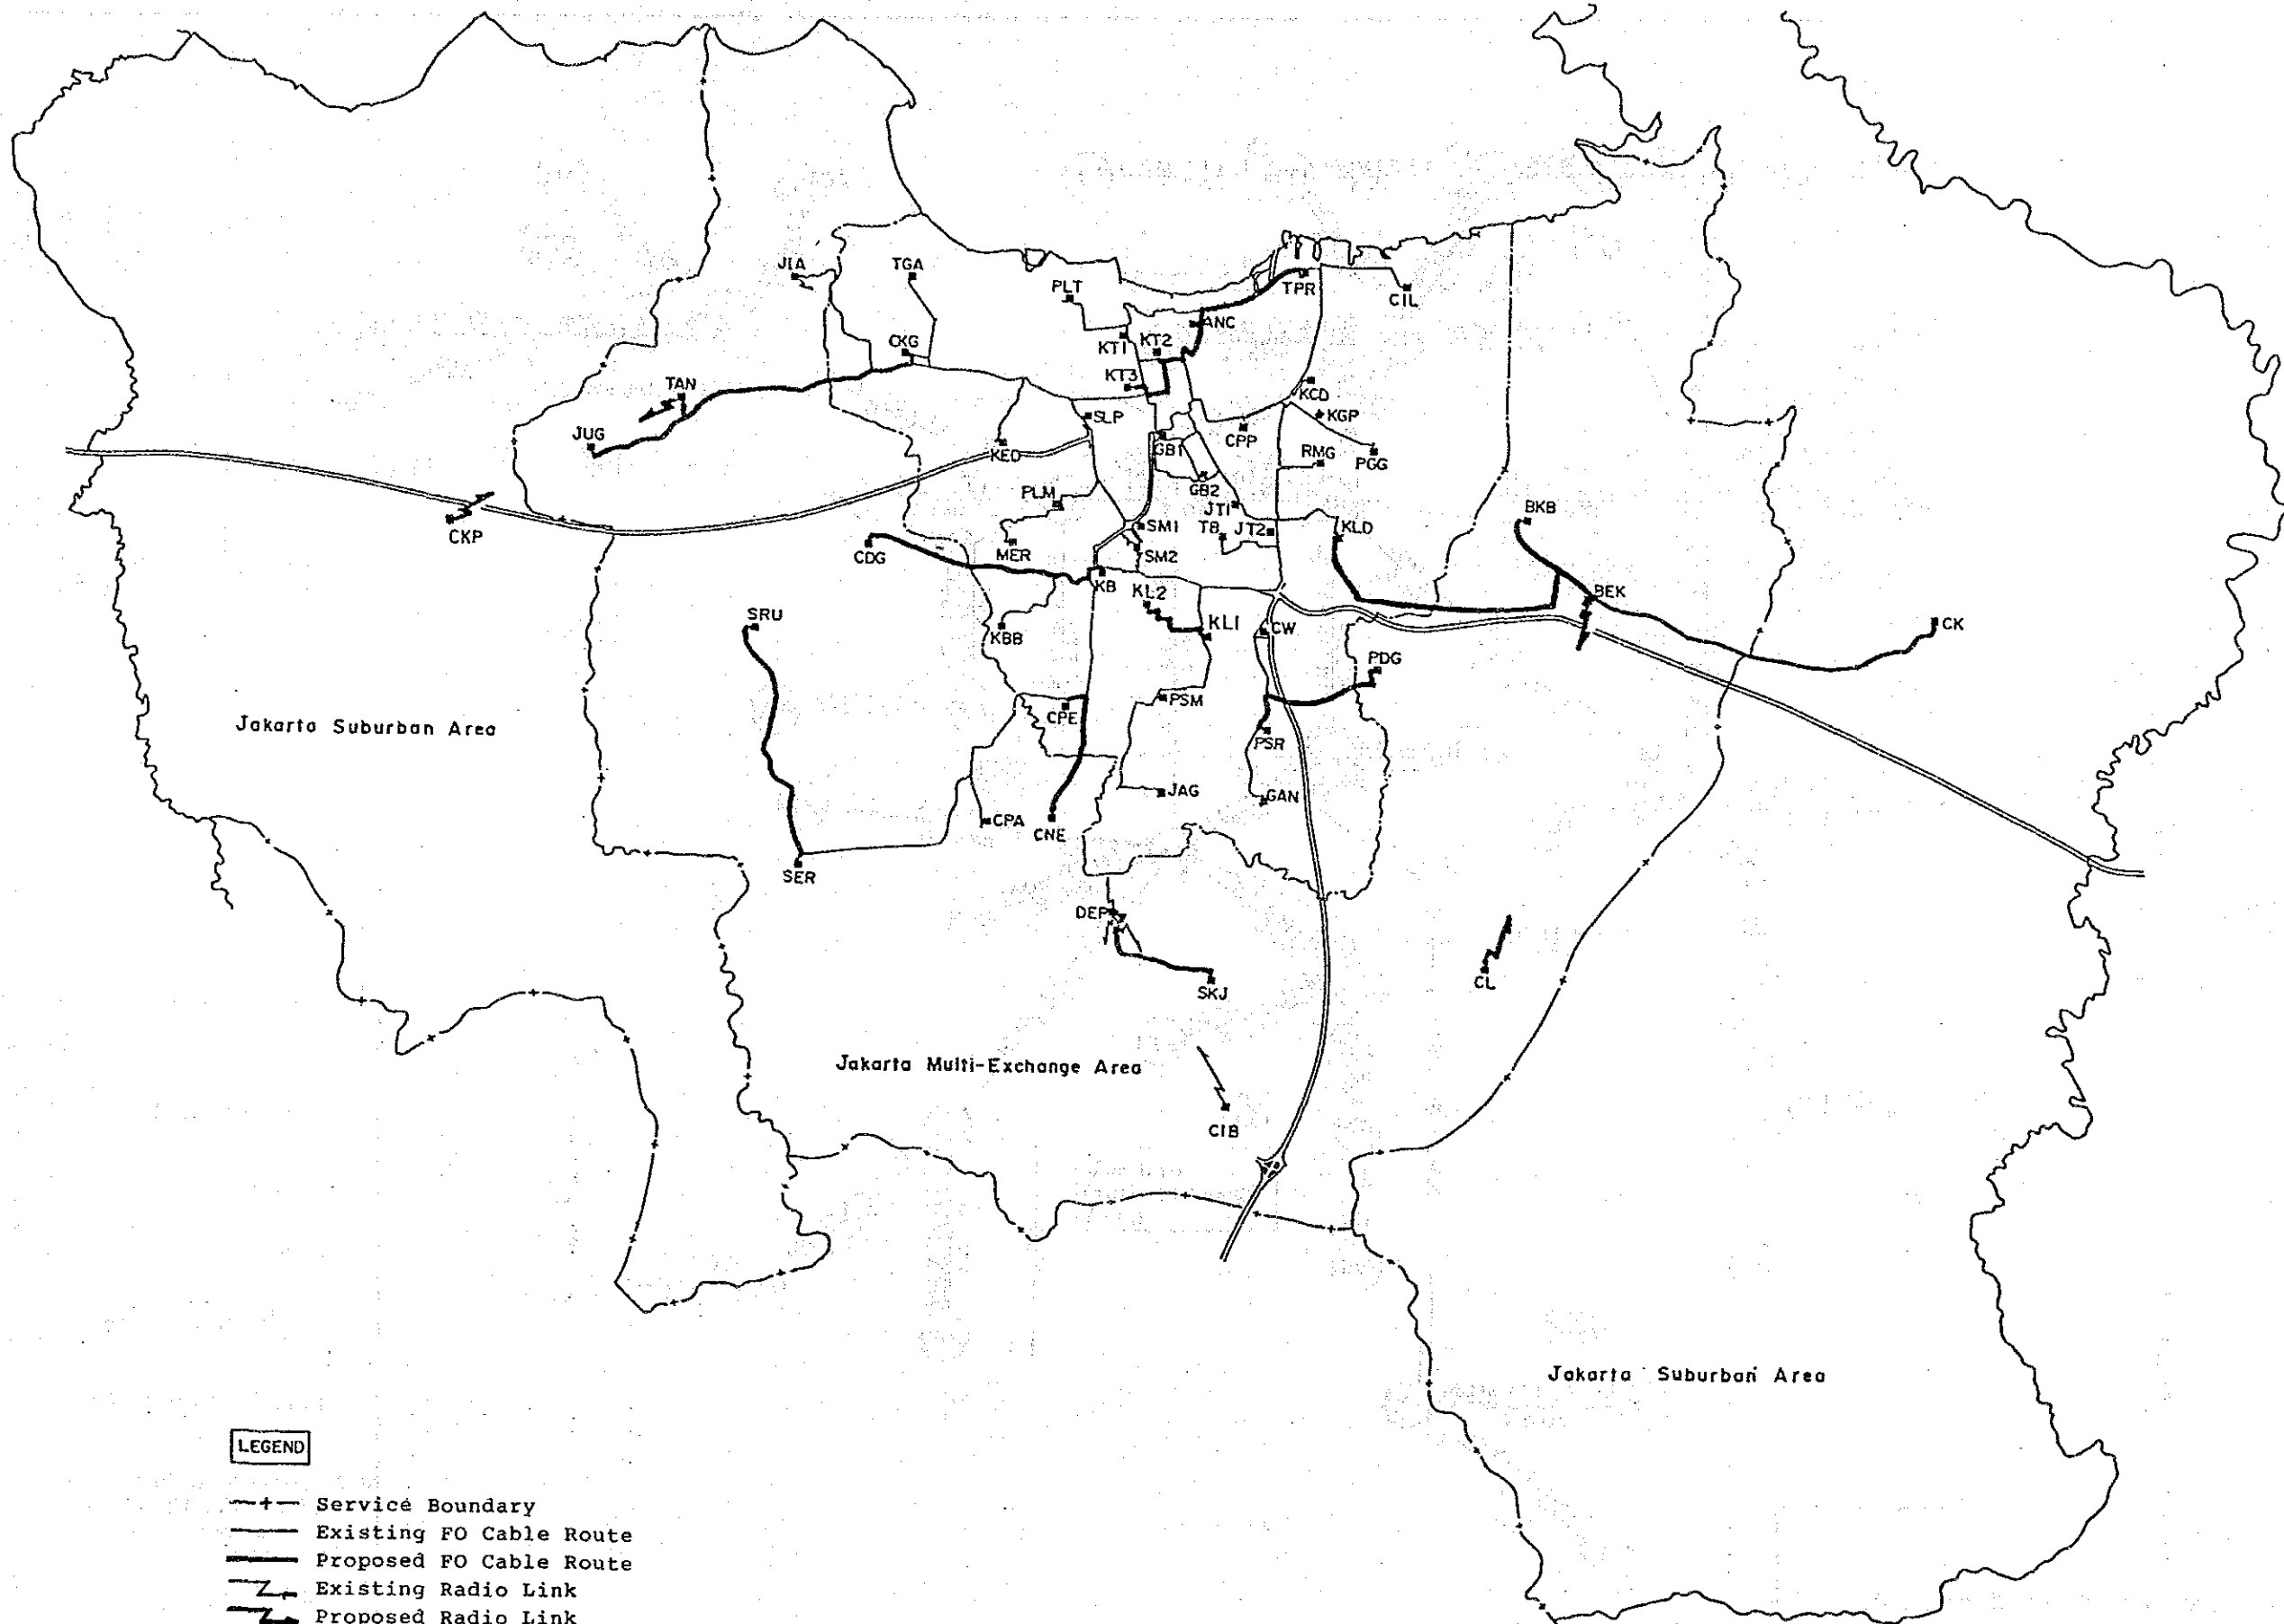 JIA
TGA
PLT
TPR
CIL
ANC
KT1
KT2
CKG
KT3
TAN
KCD
SLP
KGP
JUG
CPP
KED
GB1
RMG
PGG
GB2
PLM
JT1
BKB
CKP
SM1
TB
JT2
KLD
CDG
MER
SM2
KB
KL2
BEK
SRU
KBB
KL1
CW
CK
PDG
PSM
CPE
Jakarta Suburban Area
PSR
JAG
GAN
CPA
CNE
SER
DEP
SKJ
CL
Jakarta Multi-Exchange Area
CIB
Jakarta Suburban Area
LEGEND
Service Boundary
Existing FO Cable Route
Proposed FO Cable Route
Existing Radio Link
Proposed Radio Link